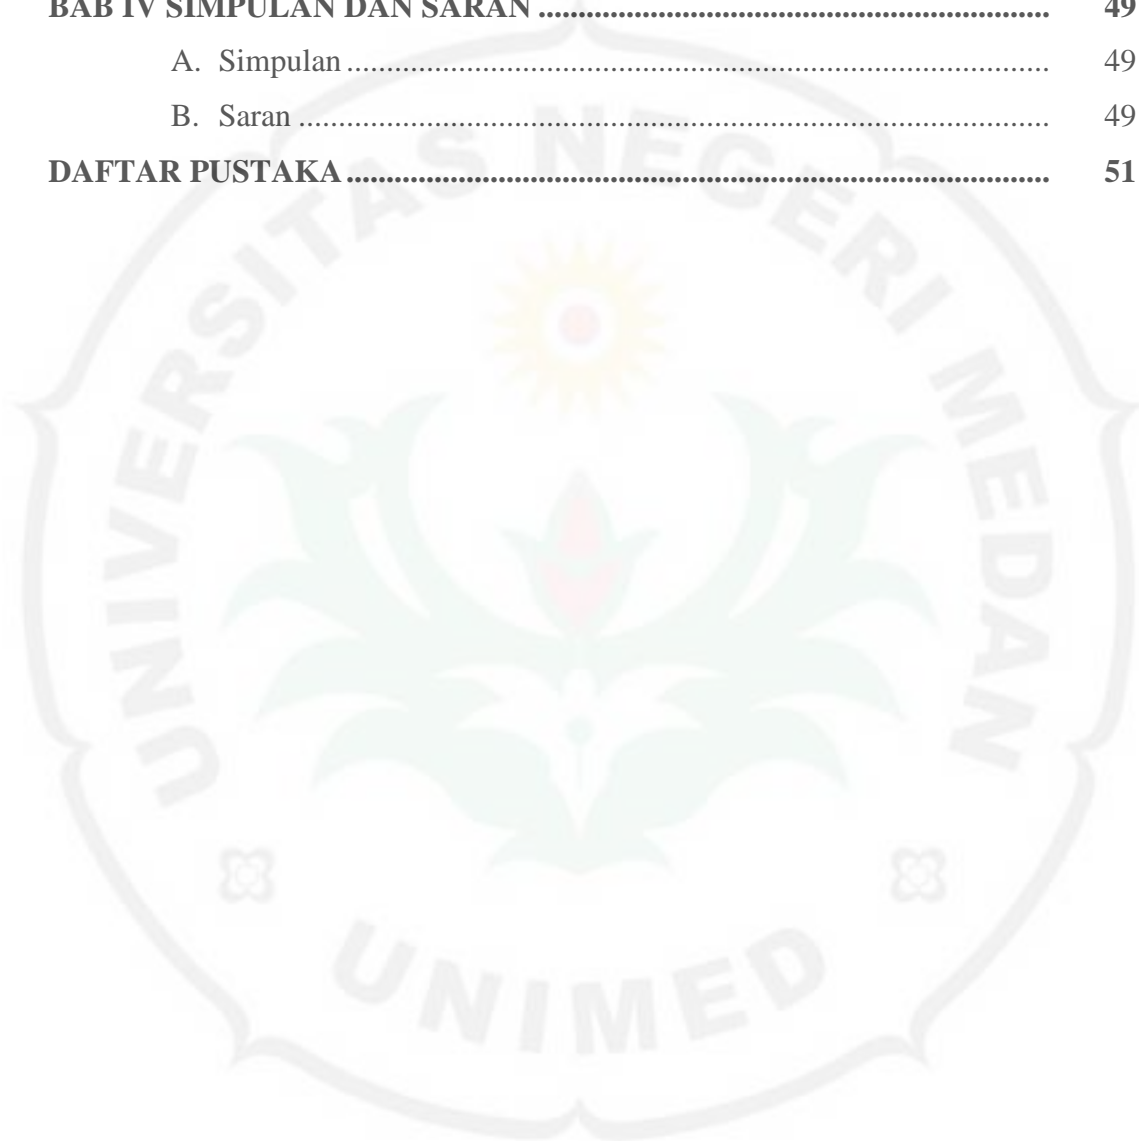 BAB IV SIMPULAN DAN SARAN ................................................................. 49
A. Simpulan ......................................................................................... 49
B. Saran ............................................................................................... 49
DAFTAR PUSTAKA ......................................................................................... 51
UNIVERSITAS NEGERI MEDAN
UNIMED